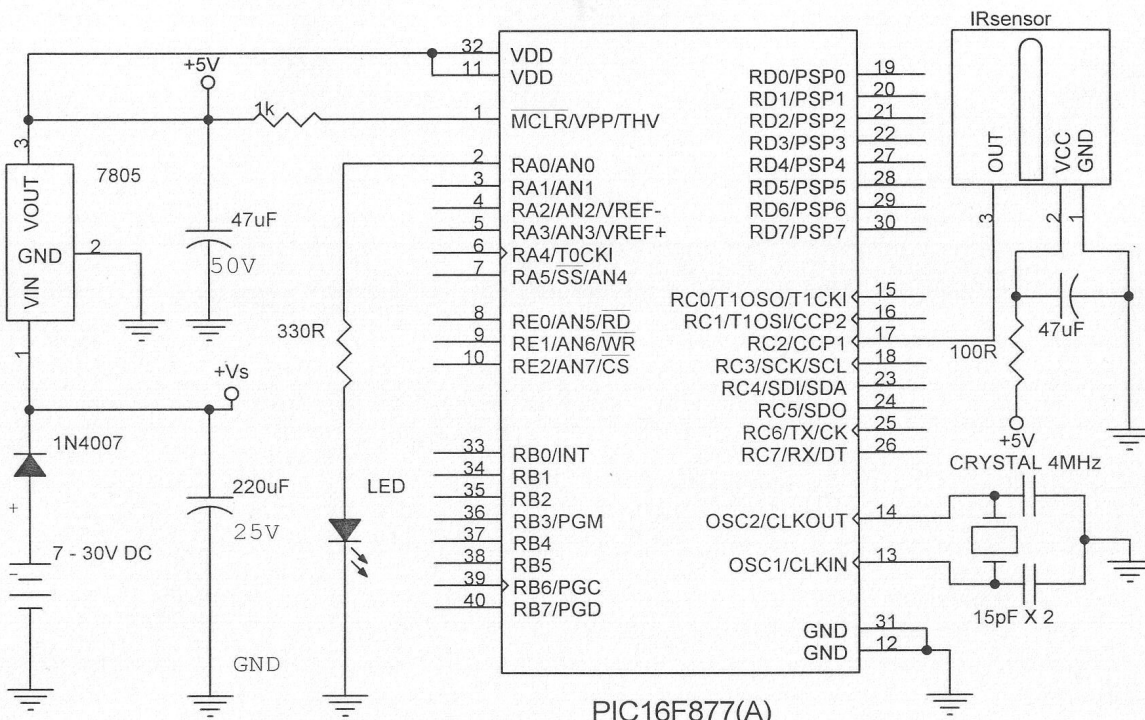 +5V
1k
3
VOUT
GND
VIN
7805
2
1
47uF
50V
330R
+Vs
1N4007
+
7 - 30V DC
220uF
25V
GND
LED
32 VDD
11 VDD
1 MCLR/VPP/THV
2 RA0/AN0
3 RA1/AN1
4 RA2/AN2/VREF-
5 RA3/AN3/VREF+
6 RA4/T0CKI
7 RA5/SS/AN4
8 RE0/AN5/RD
9 RE1/AN6/WR
10 RE2/AN7/CS
33 RB0/INT
34 RB1
35 RB2
36 RB3/PGM
37 RB4
38 RB5
39 RB6/PGC
40 RB7/PGD
RD0/PSP0 19
RD1/PSP1 20
RD2/PSP2 21
RD3/PSP3 22
RD4/PSP4 27
RD5/PSP5 28
RD6/PSP6 29
RD7/PSP7 30
RC0/T1OSO/T1CKI 15
RC1/T1OSI/CCP2 16
RC2/CCP1 17
RC3/SCK/SCL 18
RC4/SDI/SDA 23
RC5/SDO 24
RC6/TX/CK 25
RC7/RX/DT 26
OSC2/CLKOUT 14
OSC1/CLKIN 13
GND 31
GND 12
PIC16F877(A)
IRsensor
OUT
VCC
GND
3
2
1
47uF
100R
+5V
CRYSTAL 4MHz
15pF X 2